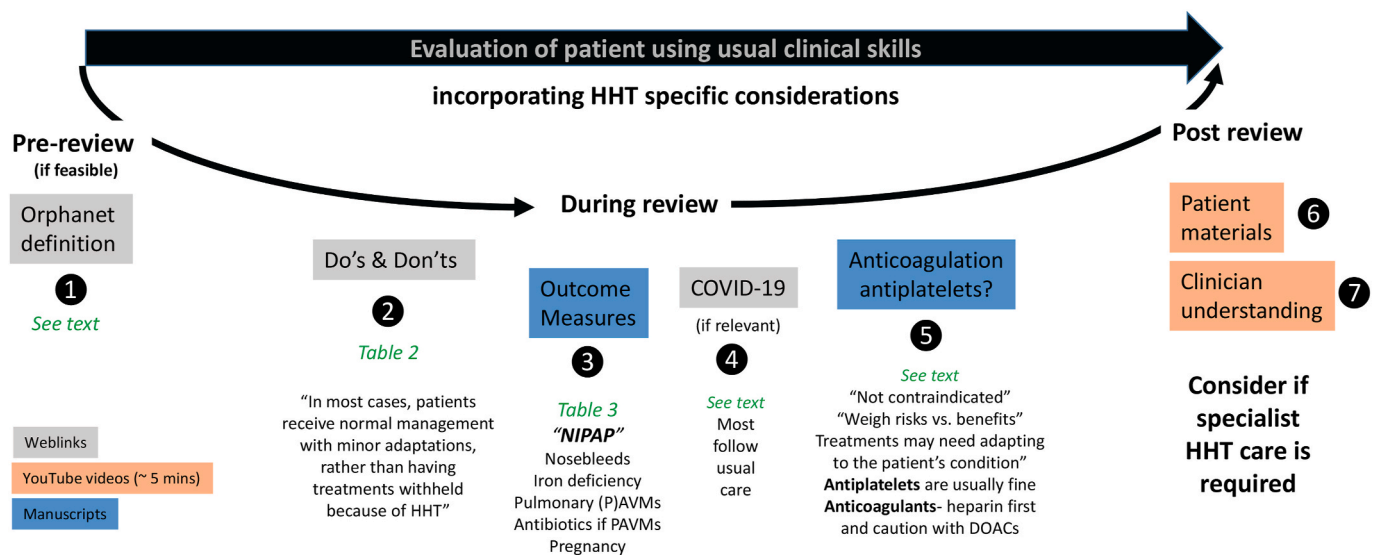 Evaluation of patient using usual clinical skills
incorporating HHT specific considerations
Pre-review
(if feasible)
Orphanet
definition
1
See text
During review
Do's & Don'ts
2
Table 2
“In most cases, patients
receive normal management
with minor adaptations,
rather than having
treatments withheld
because of HHT”
Outcome
Measures
3
Table 3
“NIPAP”
Nosebleeds
Iron deficiency
Pulmonary (P)AVMs
Antibiotics if PAVMs
Pregnancy
COVID-19
(if relevant)
4
See text
Most
follow
usual
care
Anticoagulation
antiplatelets?
5
See text
“Not contraindicated”
“Weigh risks vs. benefits”
Treatments may need adapting
to the patient's condition”
Antiplatelets are usually fine
Anticoagulants- heparin first
and caution with DOACs
Post review
Patient
materials
6
Clinician
understanding
7
Consider if
specialist
HHT care is
required
Weblinks
YouTube videos (~ 5 mins)
Manuscripts